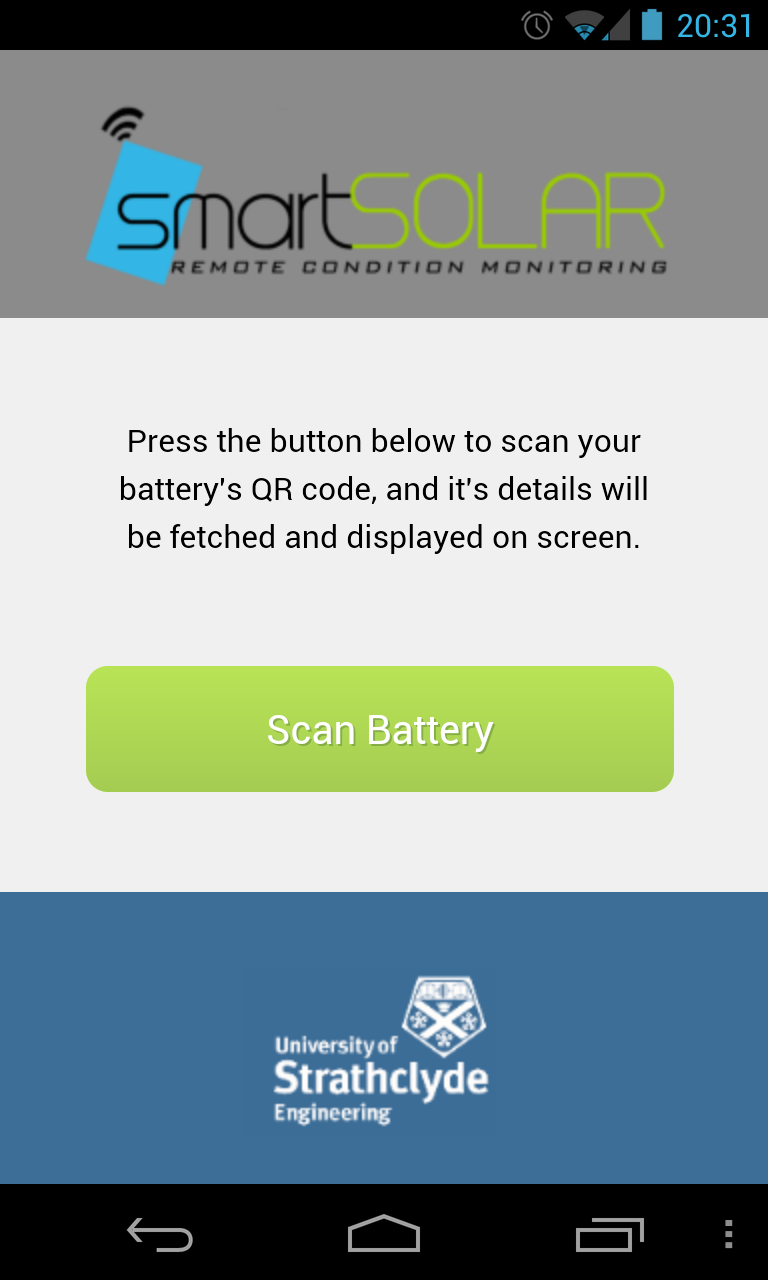 20:31
smartSOLAR
REMOTE CONDITION MONITORING
Press the button below to scan your
battery's QR code, and it's details will
be fetched and displayed on screen.
Scan Battery
University of
Strathclyde
Engineering